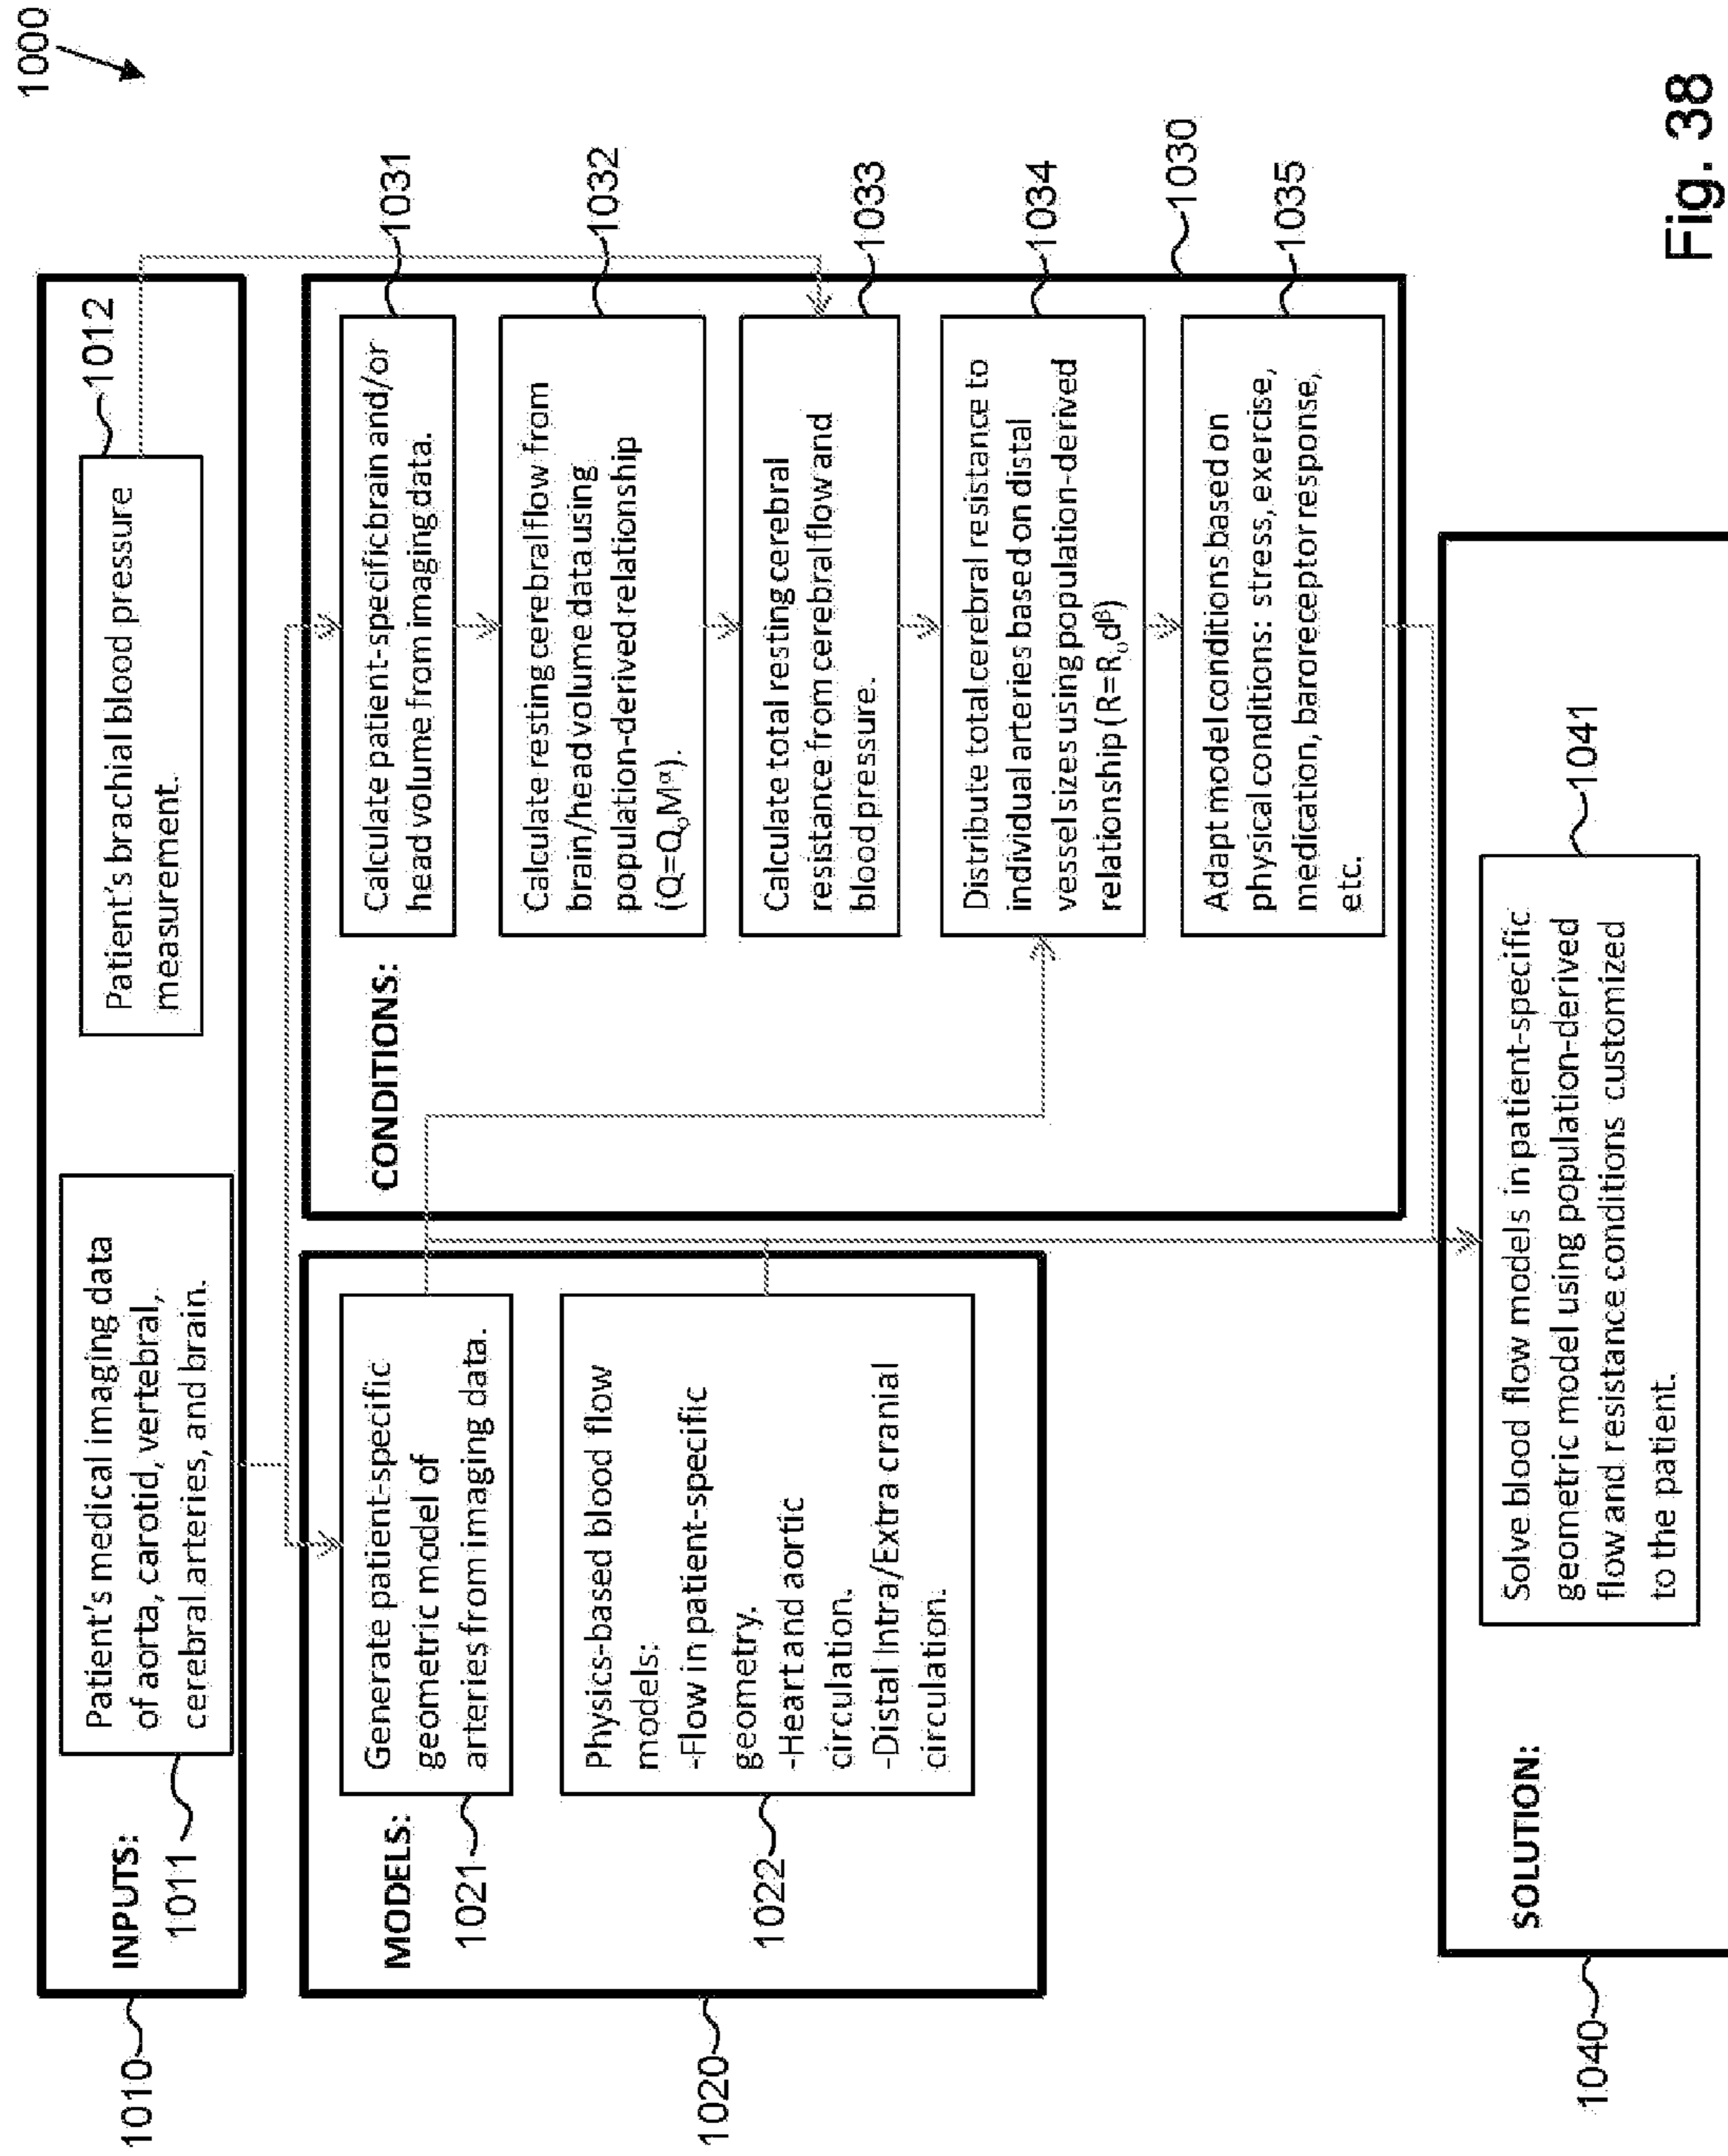 1000
1010
INPUTS:
1011
Patient's medical imaging data
of aorta, carotid, vertebral,
cerebral arteries, and brain.
1012
Patient's brachial blood pressure
measurement.
1020
MODELS:
1021
Generate patient-specific
geometric model of
arteries from imaging data.
1022
Physics-based blood flow
models:
-Flow in patient-specific
geometry.
-Heart and aortic
circulation.
-Distal Intra/Extra cranial
circulation.
CONDITIONS:
1030
Calculate patient-specific brain and/or
head volume from imaging data.
1031
Calculate resting cerebral flow from
brain/head volume data using
population-derived relationship
(Q=Q₀Mᵅ).
1032
Calculate total resting cerebral
resistance from cerebral flow and
blood pressure.
1033
Distribute total cerebral resistance to
individual arteries based on distal
vessel sizes using population-derived
relationship (R=R₀dᵝ)
1034
Adapt model conditions based on
physical conditions: stress, exercise,
medication, baroreceptor response,
etc.
1035
1040
SOLUTION:
Solve blood flow models in patient-specific
geometric model using population-derived
flow and resistance conditions customized
to the patient.
1041
Fig. 38